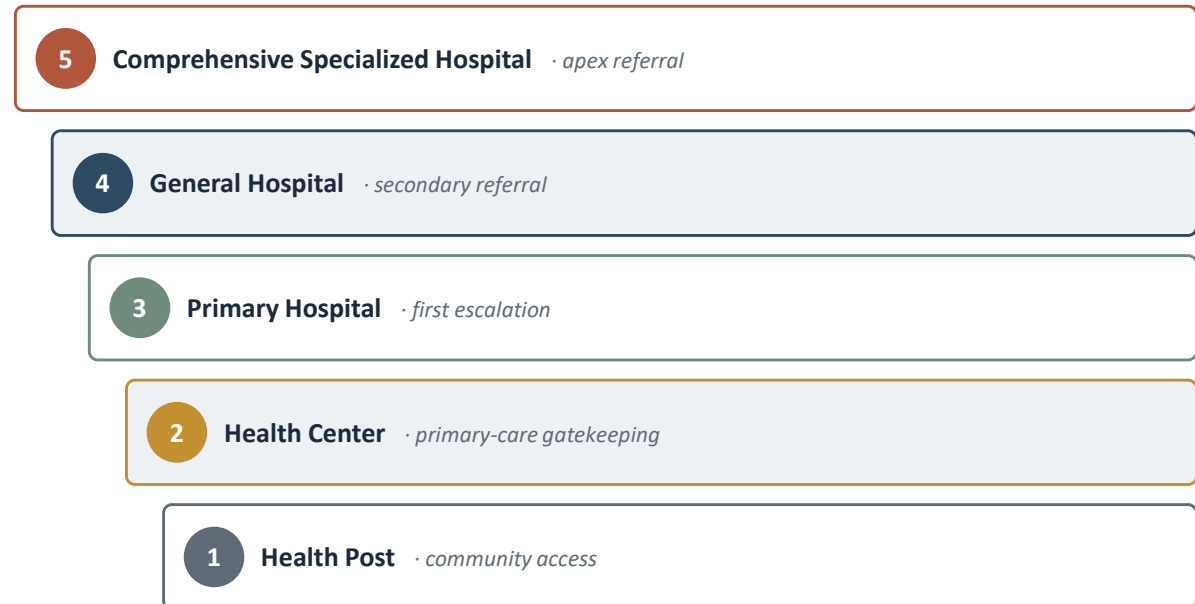 5 Comprehensive Specialized Hospital · apex referral
4 General Hospital · secondary referral
3 Primary Hospital · first escalation
2 Health Center · primary-care gatekeeping
1 Health Post · community access